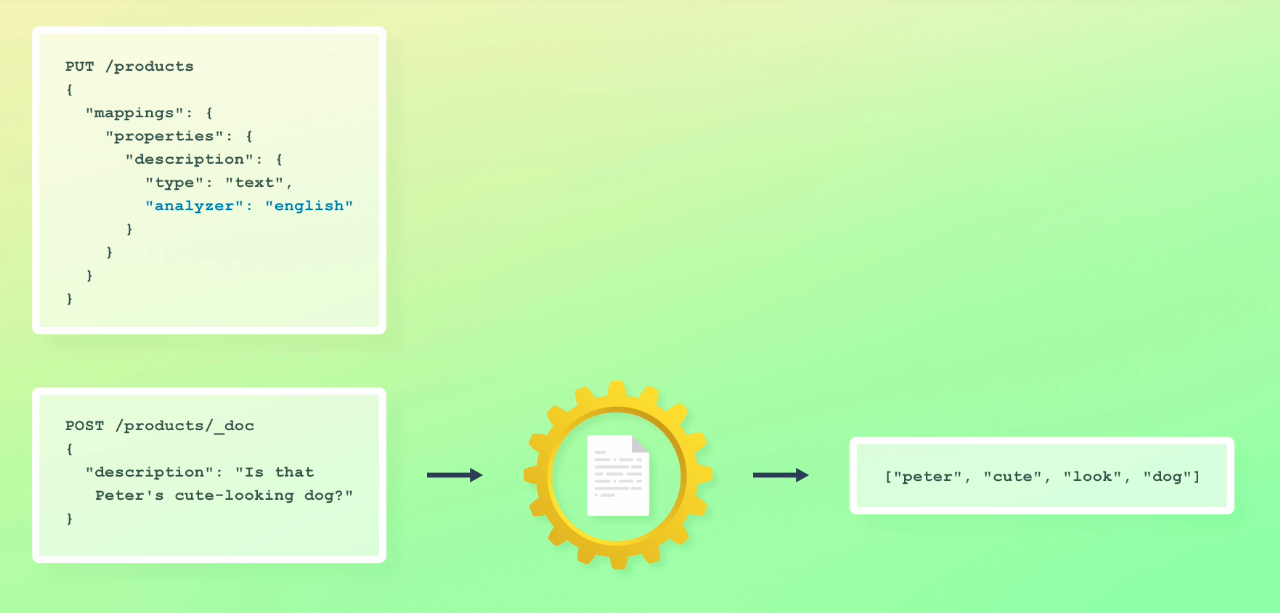 PUT /products
{
  "mappings": {
    "properties": {
      "description": {
        "type": "text",
        "analyzer": "english"
      }
    }
  }
}
POST /products/_doc
{
  "description": "Is that
   Peter's cute-looking dog?"
}
["peter", "cute", "look", "dog"]